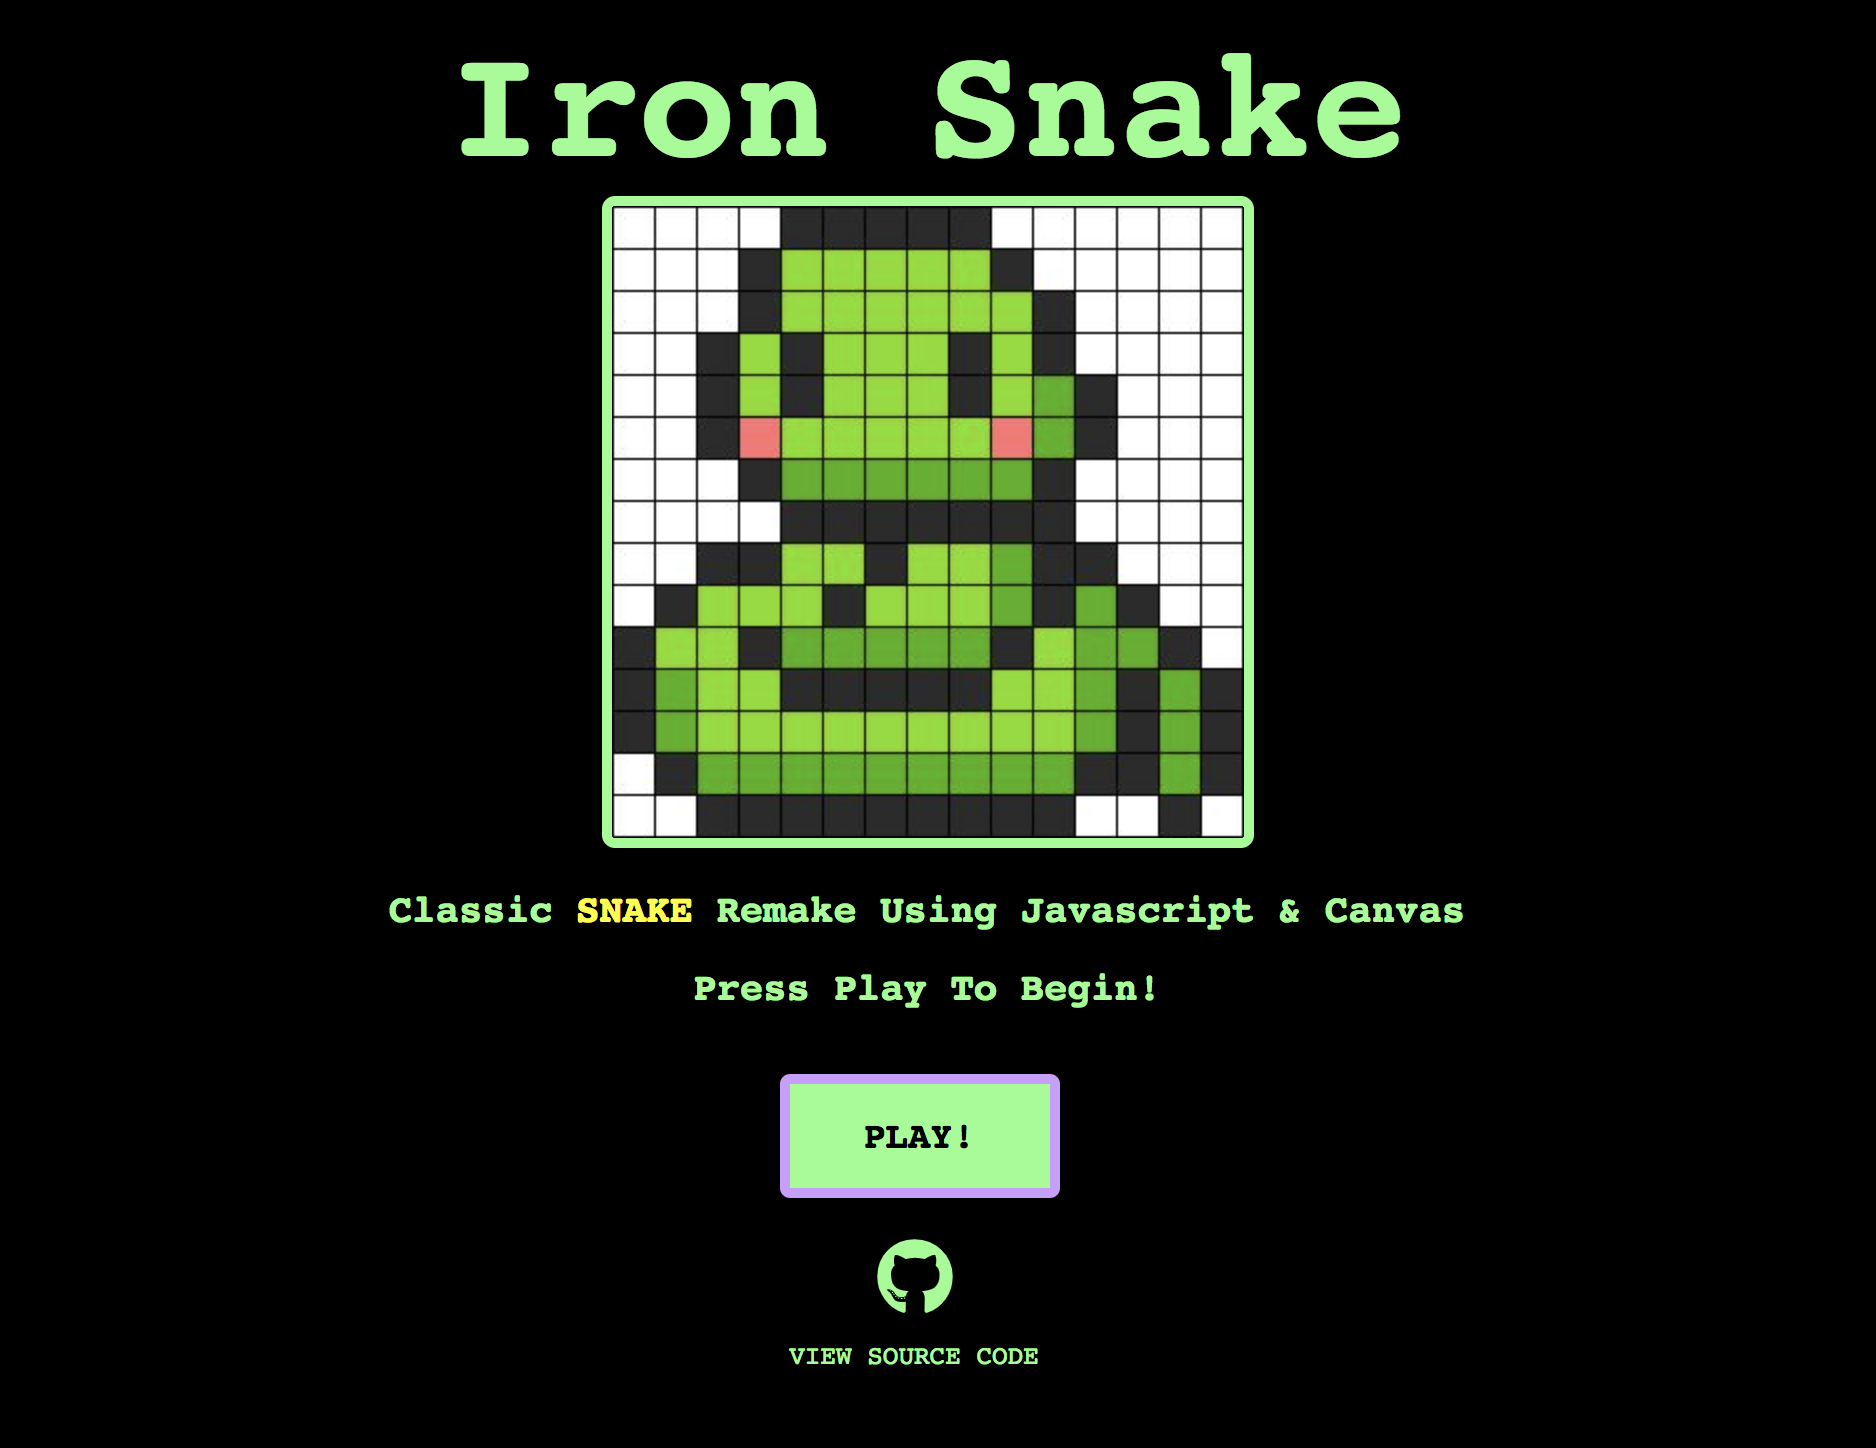 Iron Snake
Classic SNAKE Remake Using Javascript & Canvas
Press Play To Begin!
PLAY!
VIEW SOURCE CODE